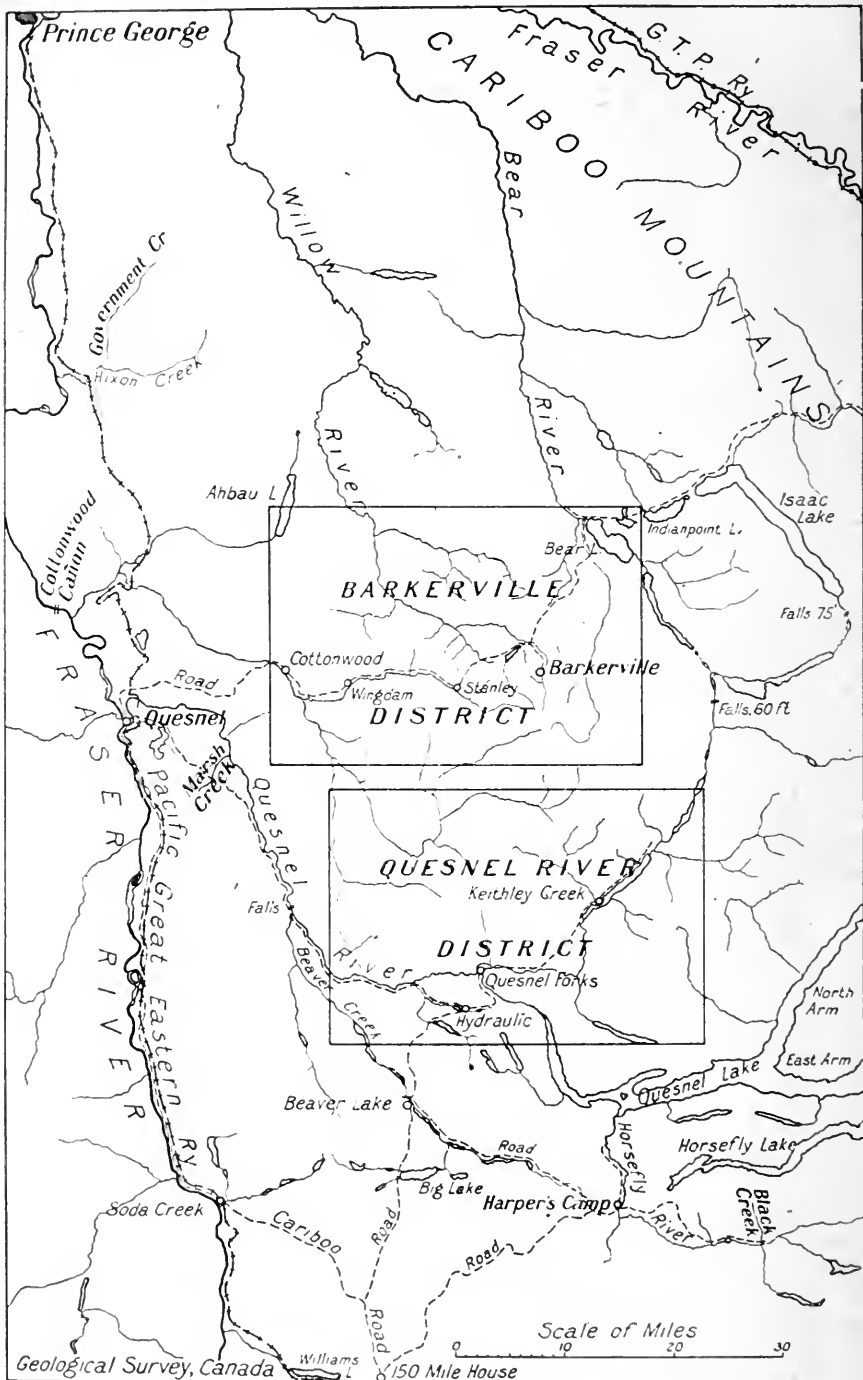 Prince George
G.T.P. Ry
Fraser River
CARIBOO MOUNTAINS
Bear River
Willow River
Government Cr
Hixon Creek
Ahbau L
Isaac Lake
Indianpoint L.
Bear L.
Cottonwood Cañon
BARKERVILLE DISTRICT
Falls 75'
Cottonwood
Barkerville
Road
Wingdam
Stanley
Falls, 60 ft
Quesnel
FRASER RIVER
Marsh Creek
Pacific Great Eastern Ry
Quesnel River
QUESNEL RIVER DISTRICT
Keithley Creek
Falls
Beaver Creek
Quesnel Forks
North Arm
Hydraulic
East Arm
Quesnel Lake
Beaver Lake
Horsefly Lake
Road
Horsefly River
Big Lake
Harper's Camp
Black Creek
Soda Creek
Cariboo Road
Road
Road
Scale of Miles
0 10 20 30
Geological Survey, Canada
Williams L
150 Mile House